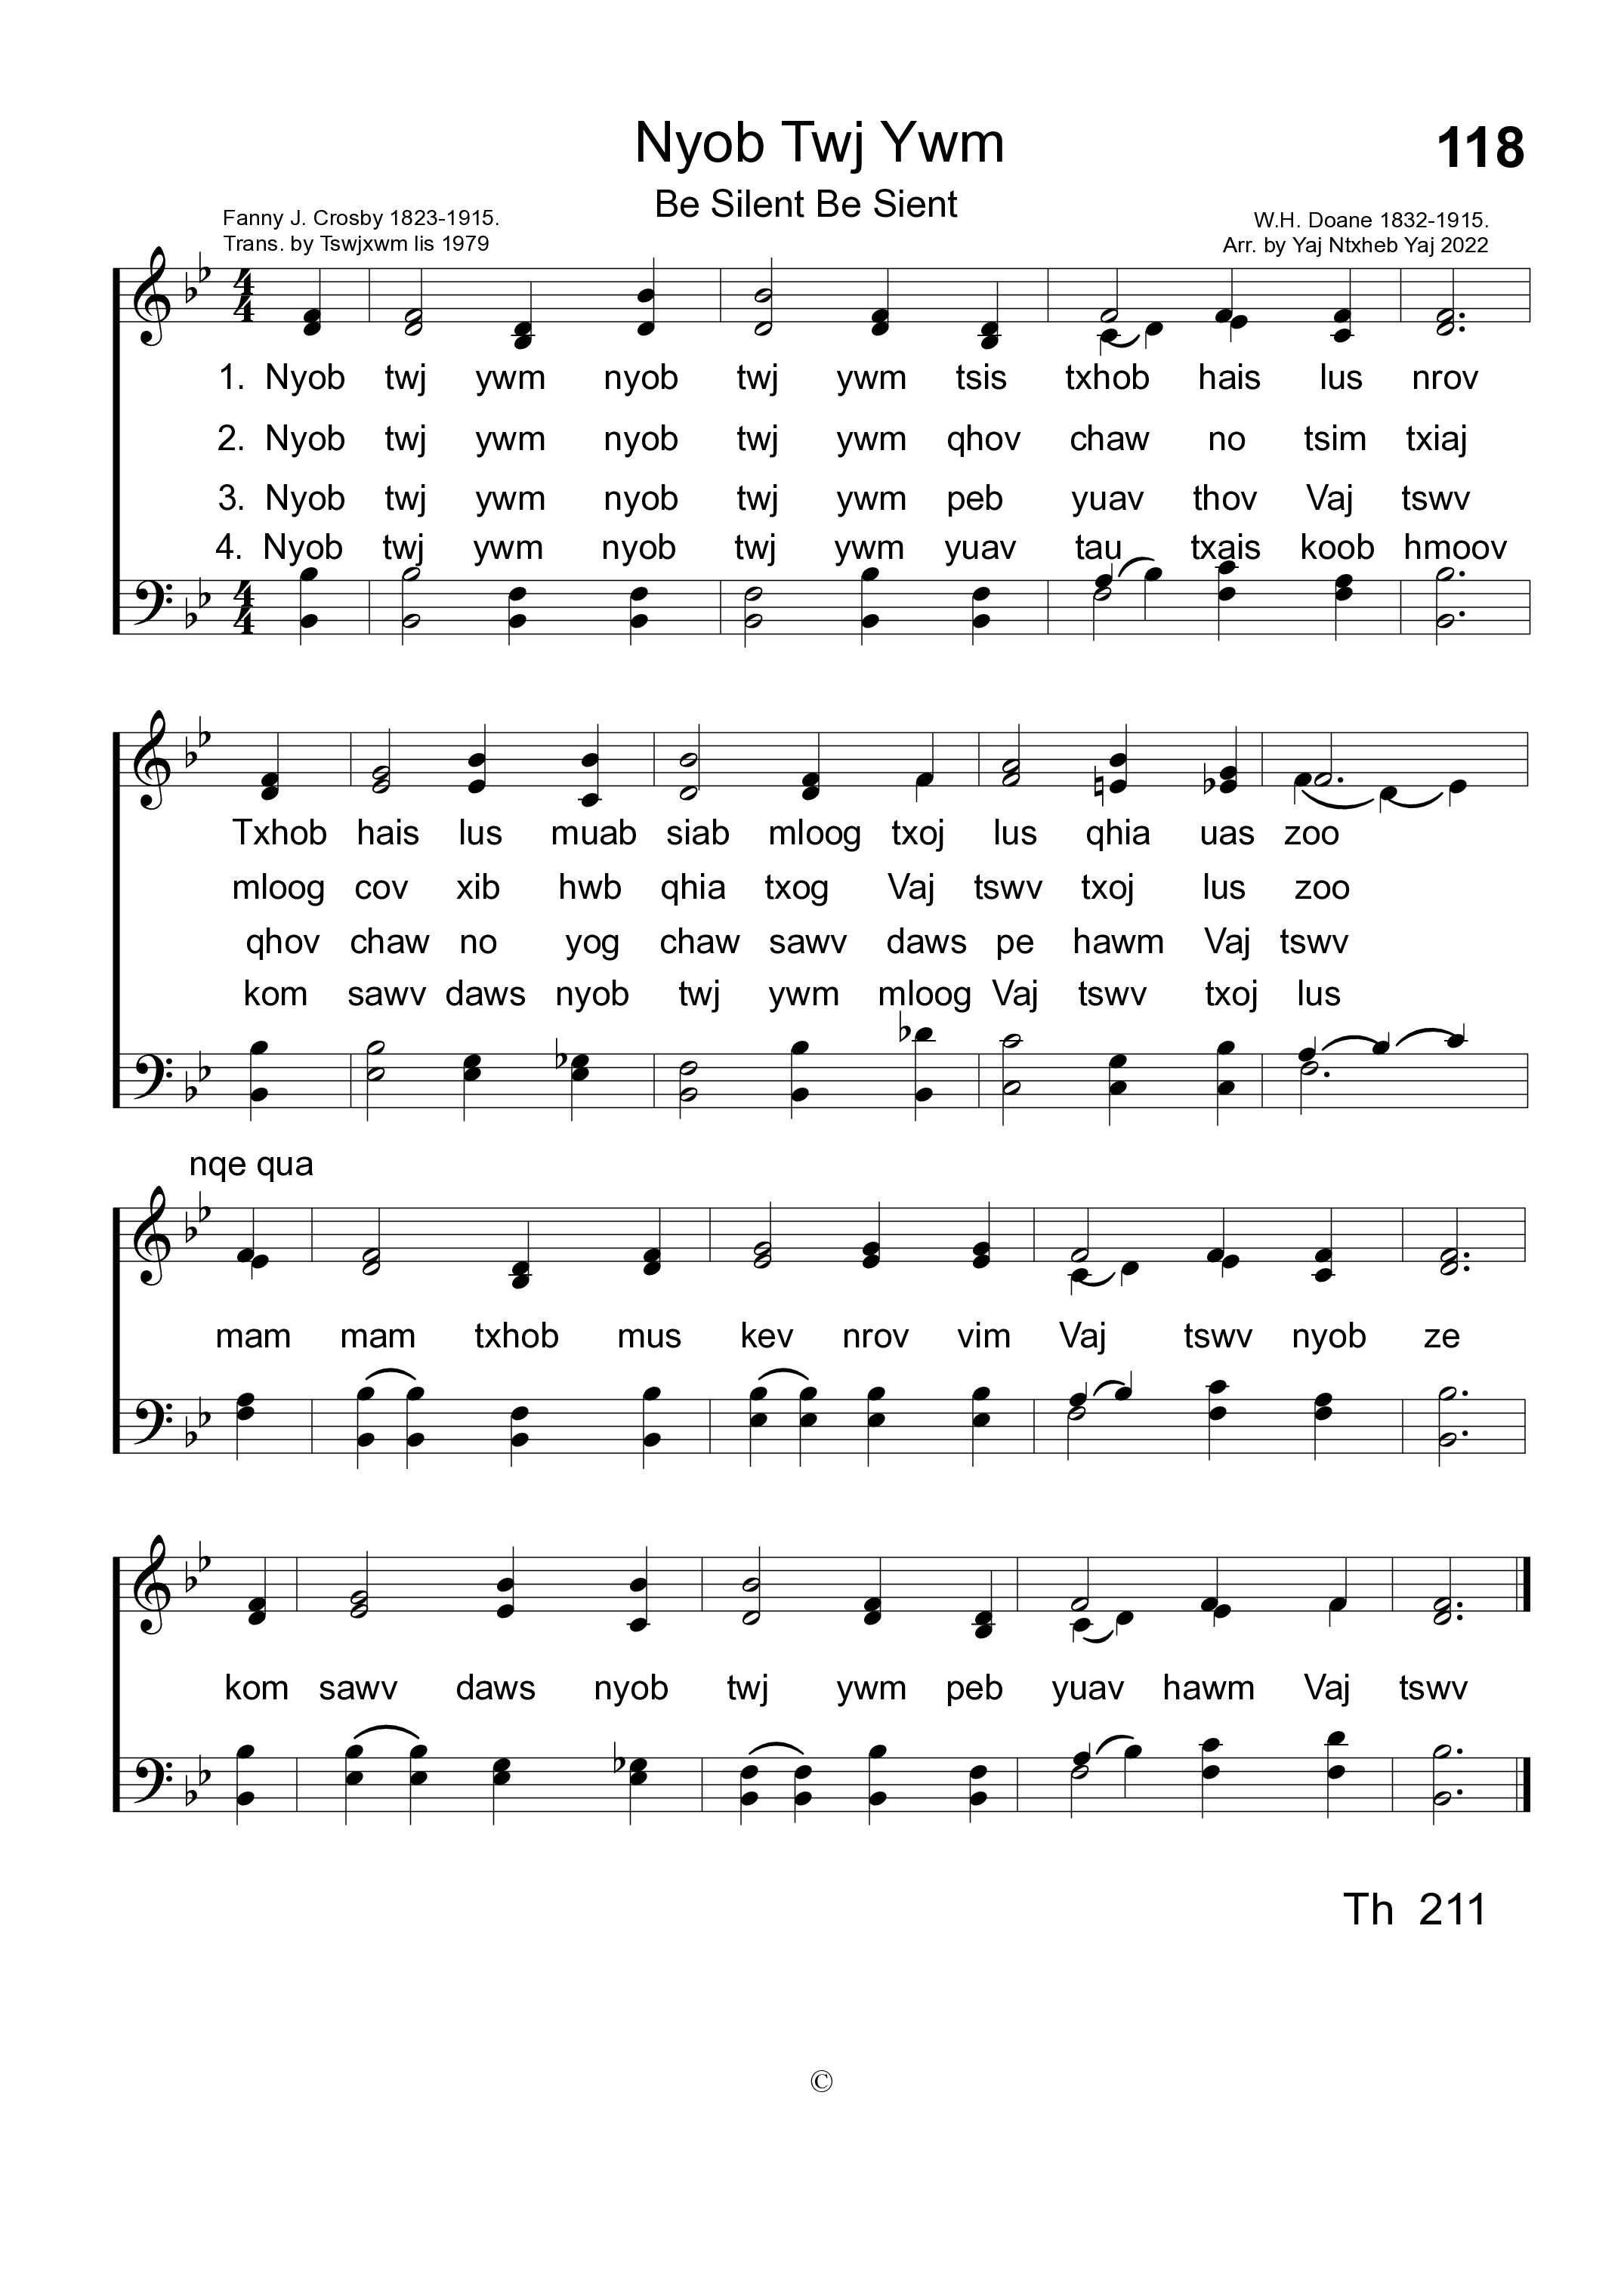 Nyob Twj Ywm
118
Be Silent Be Sient
Fanny J. Crosby 1823-1915.
Trans. by Tswjxwm lis 1979
W.H. Doane 1832-1915.
Arr. by Yaj Ntxheb Yaj 2022
1. Nyob twj ywm nyob twj ywm tsis txhob hais lus nrov
2. Nyob twj ywm nyob twj ywm qhov chaw no tsim txiaj
3. Nyob twj ywm nyob twj ywm peb yuav thov Vaj tswv
4. Nyob twj ywm nyob twj ywm yuav tau txais koob hmoov
Txhob hais lus muab siab mloog txoj lus qhia uas zoo
mloog cov xib hwb qhia txog Vaj tswv txoj lus zoo
qhov chaw no yog chaw sawv daws pe hawm Vaj tswv
kom sawv daws nyob twj ywm mloog Vaj tswv txoj lus
nqe qua
mam mam txhob mus kev nrov vim Vaj tswv nyob ze
kom sawv daws nyob twj ywm peb yuav hawm Vaj tswv
Th 211
©